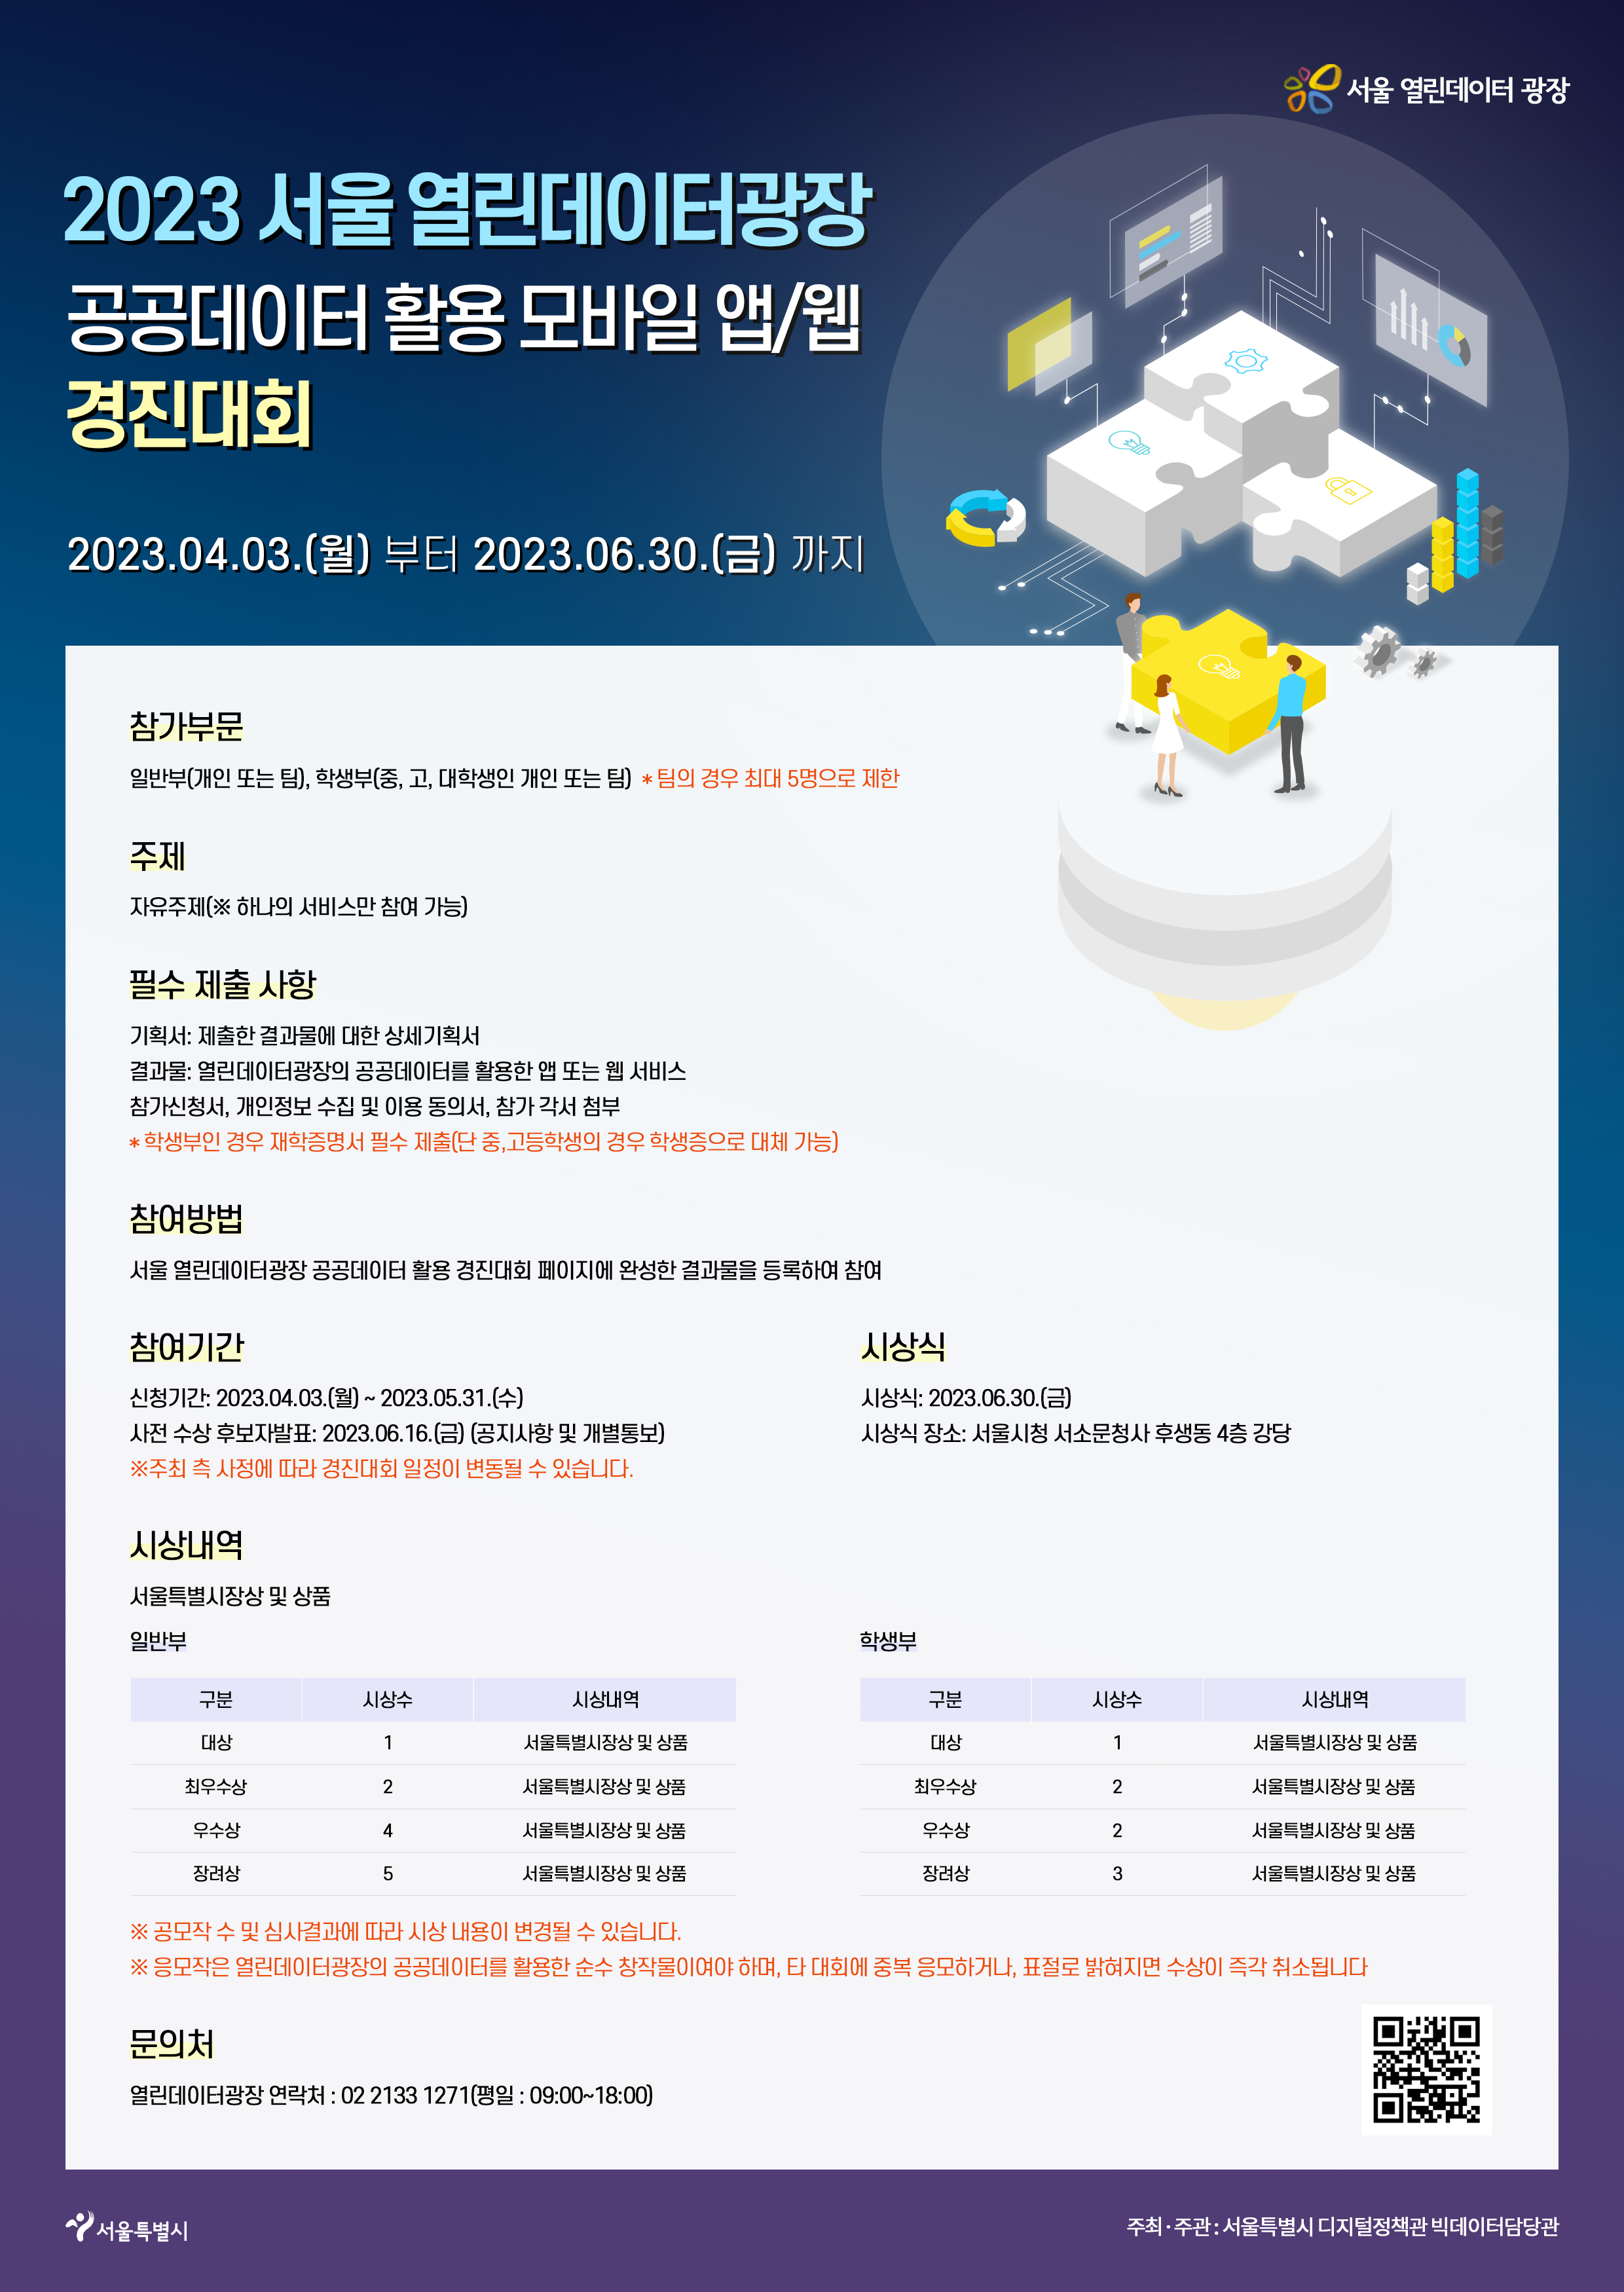 서울 열린데이터 광장
2023 서울 열린데이터광장
공공데이터 활용 모바일 앱/웹
경진대회
2023.04.03.(월) 부터 2023.06.30.(금) 까지
참가부문
일반부(개인 또는 팀), 학생부(중, 고, 대학생인 개인 또는 팀) *팀의 경우 최대 5명으로 제한
주제
자유주제(※ 하나의 서비스만 참여 가능)
필수 제출 사항
기획서: 제출한 결과물에 대한 상세기획서
결과물: 열린데이터광장의 공공데이터를 활용한 앱 또는 웹 서비스
참가신청서, 개인정보 수집 및 이용 동의서, 참가 각서 첨부
*학생부인 경우 재학증명서 필수 제출(단 중,고등학생의 경우 학생증으로 대체 가능)
참여방법
서울 열린데이터광장 공공데이터 활용 경진대회 페이지에 완성한 결과물을 등록하여 참여
참여기간
신청기간: 2023.04.03.(월) ~ 2023.05.31.(수)
사전 수상 후보자발표: 2023.06.16.(금) (공지사항 및 개별통보)
※주최 측 사정에 따라 경진대회 일정이 변동될 수 있습니다.
시상식
시상식: 2023.06.30.(금)
시상식 장소: 서울시청 서소문청사 후생동 4층 강당
시상내역
서울특별시장상 및 상품
일반부
구분 시상수 시상내역
대상 1 서울특별시장상 및 상품
최우수상 2 서울특별시장상 및 상품
우수상 4 서울특별시장상 및 상품
장려상 5 서울특별시장상 및 상품
학생부
구분 시상수 시상내역
대상 1 서울특별시장상 및 상품
최우수상 2 서울특별시장상 및 상품
우수상 2 서울특별시장상 및 상품
장려상 3 서울특별시장상 및 상품
※ 공모작 수 및 심사결과에 따라 시상 내용이 변경될 수 있습니다.
※ 응모작은 열린데이터광장의 공공데이터를 활용한 순수 창작물이여야 하며, 타 대회에 중복 응모하거나, 표절로 밝혀지면 수상이 즉각 취소됩니다
문의처
열린데이터광장 연락처 : 02 2133 1271(평일 : 09:00~18:00)
서울특별시
주최·주관 : 서울특별시 디지털정책관 빅데이터담당관